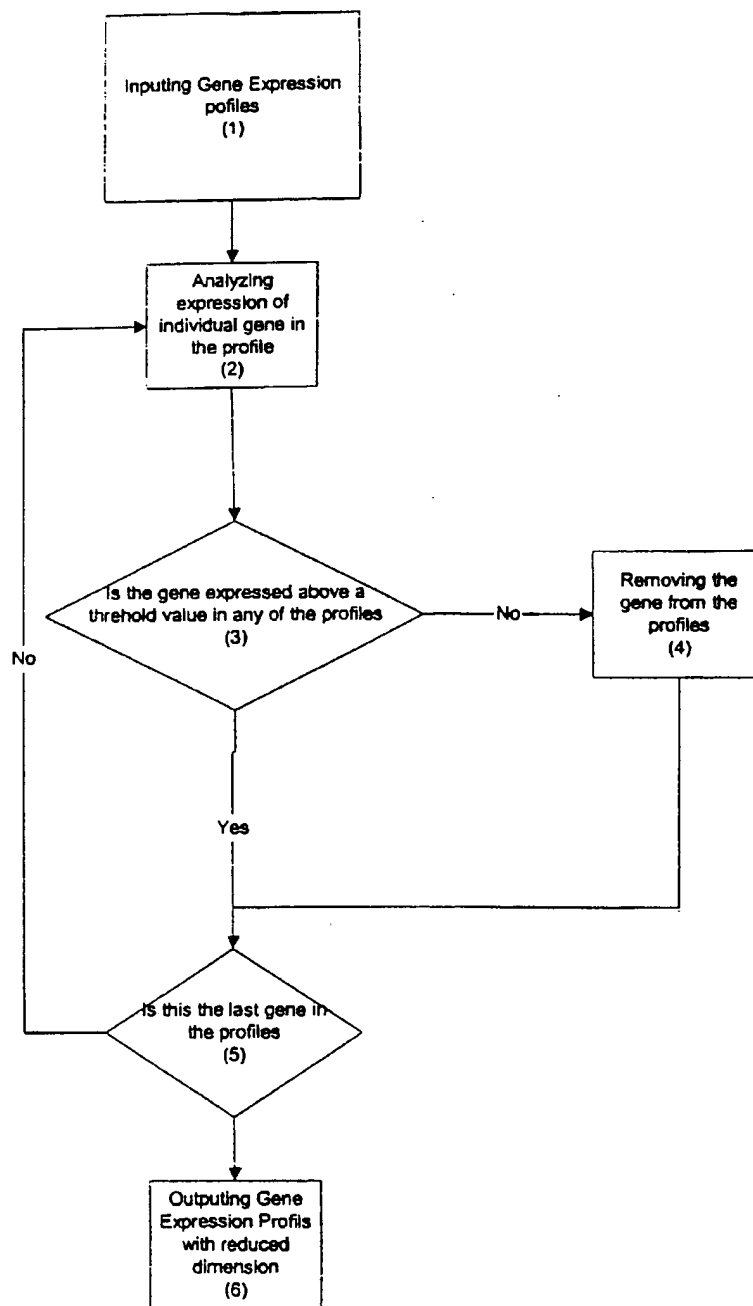 Inputing Gene Expression
pofiles
(1)
Analyzing
expression of
individual gene in
the profile
(2)
Is the gene expressed above a
threhold value in any of the profiles
(3)
No
Removing the
gene from the
profiles
(4)
No
Yes
Is this the last gene in
the profiles
(5)
Outputing Gene
Expression Profils
with reduced
dimension
(6)